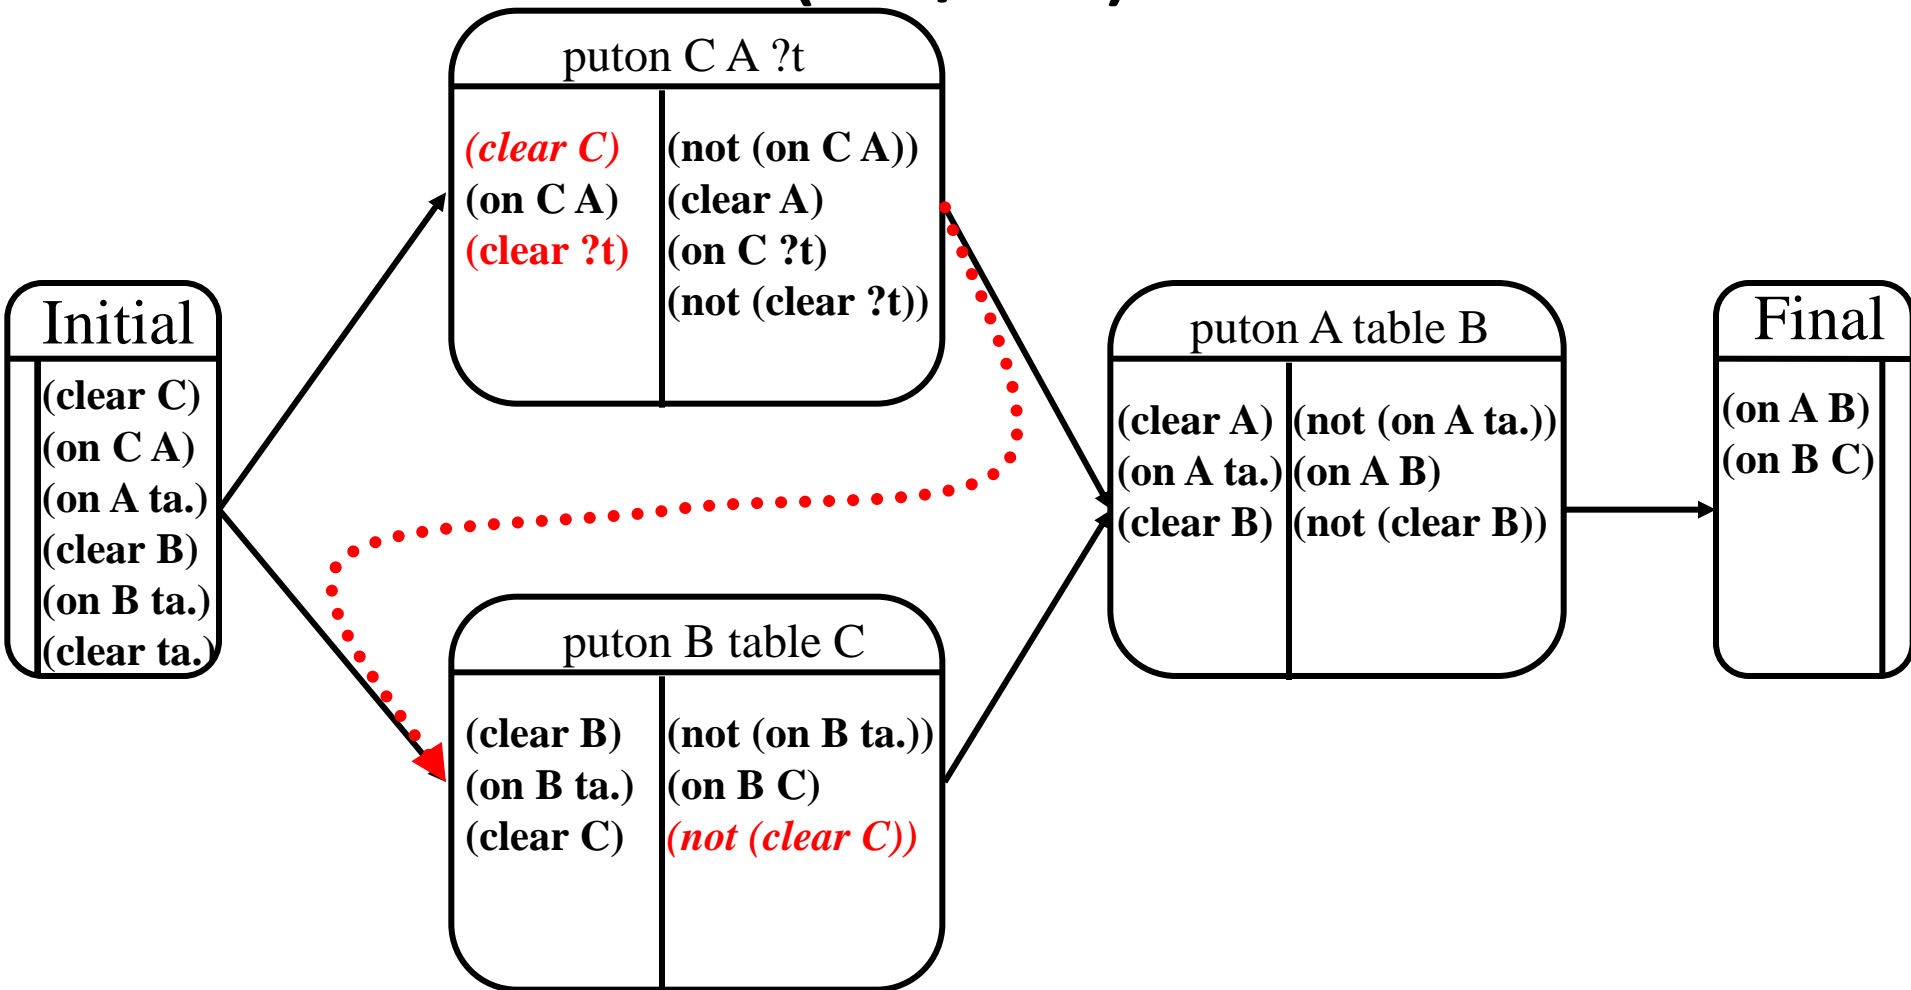 puton C A ?t
(clear C)
(on C A)
(clear ?t)
(not (on C A))
(clear A)
(on C ?t)
(not (clear ?t))
Initial
(clear C)
(on C A)
(on A ta.)
(clear B)
(on B ta.)
(clear ta.)
puton B table C
(clear B)
(on B ta.)
(clear C)
(not (on B ta.))
(on B C)
(not (clear C))
puton A table B
(clear A)
(on A ta.)
(clear B)
(not (on A ta.))
(on A B)
(not (clear B))
Final
(on A B)
(on B C)